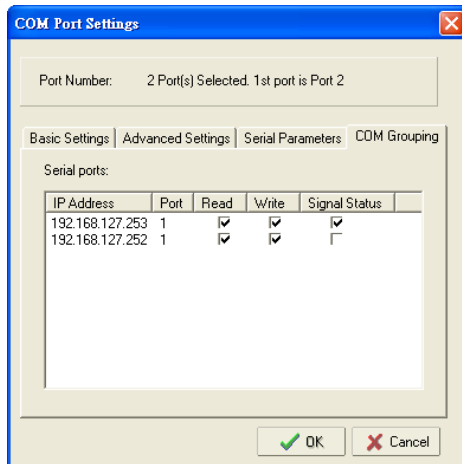 COM Port Settings
Port Number: 2 Port(s) Selected. 1st port is Port 2
Basic Settings Advanced Settings Serial Parameters COM Grouping
Serial ports:
IP Address Port Read Write Signal Status
192.168.127.253 1
192.168.127.252 1
OK Cancel